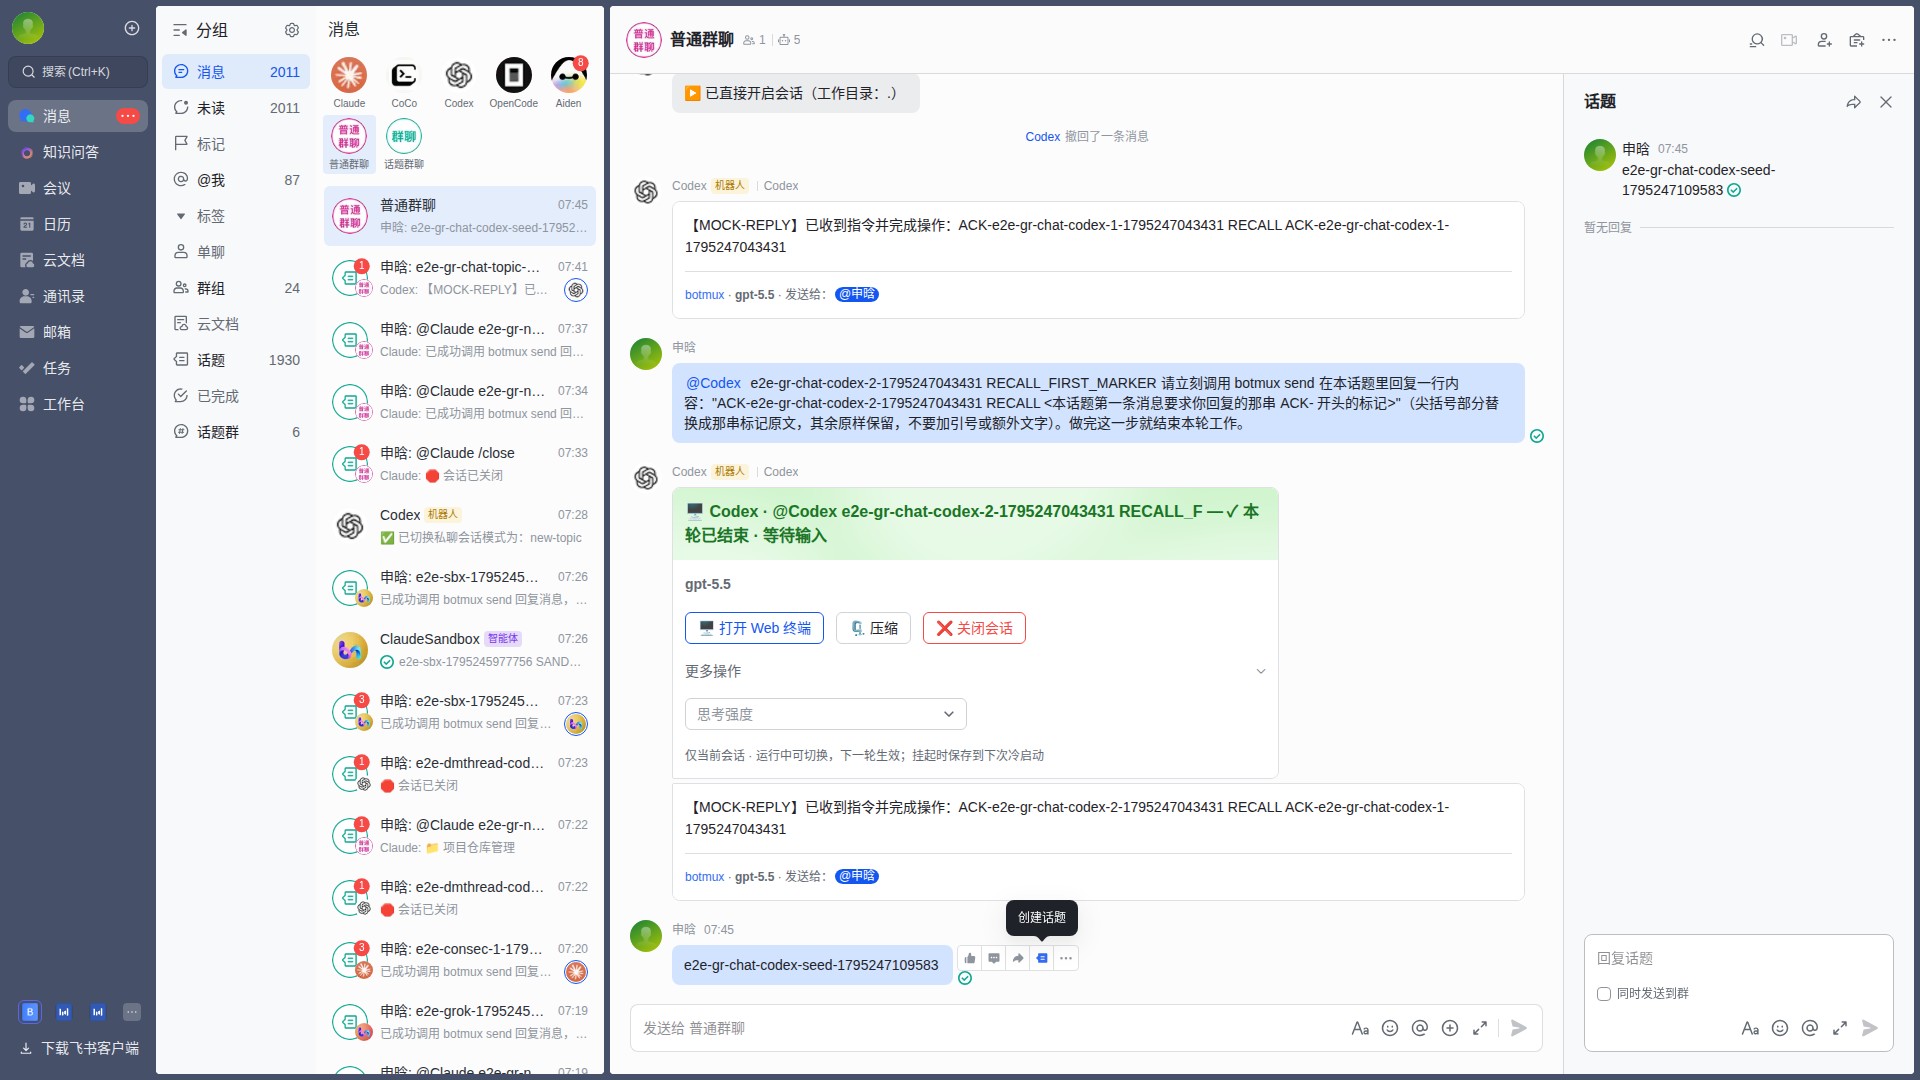 搜索 (Ctrl+K)
消息
知识问答
会议
日历
云文档
通讯录
邮箱
任务
工作台
下载飞书客户端
分组
消息 2011
未读 2011
标记
@我 87
标签
单聊
群组 24
云文档
话题 1930
已完成
话题群 6
消息
8
Claude CoCo Codex OpenCode Aiden
普通群聊 群聊
普通群聊 话题群聊
普通群聊 07:45
申晗: e2e-gr-chat-codex-seed-17952…
1
申晗: e2e-gr-chat-topic-… 07:41
Codex: 【MOCK-REPLY】已…
申晗: @Claude e2e-gr-n… 07:37
Claude: 已成功调用 botmux send 回…
申晗: @Claude e2e-gr-n… 07:34
Claude: 已成功调用 botmux send 回…
1
申晗: @Claude /close 07:33
Claude: 🛑 会话已关闭
Codex 机器人 07:28
✅ 已切换私聊会话模式为：new-topic
申晗: e2e-sbx-1795245… 07:26
已成功调用 botmux send 回复消息，…
ClaudeSandbox 智能体 07:26
e2e-sbx-1795245977756 SAND…
3
申晗: e2e-sbx-1795245… 07:23
已成功调用 botmux send 回复…
1
申晗: e2e-dmthread-cod… 07:23
🛑 会话已关闭
1
申晗: @Claude e2e-gr-n… 07:22
Claude: 📁 项目仓库管理
1
申晗: e2e-dmthread-cod… 07:22
🛑 会话已关闭
3
申晗: e2e-consec-1-179… 07:20
已成功调用 botmux send 回复…
申晗: e2e-grok-1795245… 07:19
已成功调用 botmux send 回复消息，…
申晗: @Claude e2e-gr-n… 07:19
普通群聊
普通群聊 1 5
▶️ 已直接开启会话（工作目录：.）
Codex 撤回了一条消息
Codex 机器人 Codex
【MOCK-REPLY】已收到指令并完成操作：ACK-e2e-gr-chat-codex-1-1795247043431 RECALL ACK-e2e-gr-chat-codex-1-
1795247043431
botmux · gpt-5.5 · 发送给： @申晗
申晗
@Codex e2e-gr-chat-codex-2-1795247043431 RECALL_FIRST_MARKER 请立刻调用 botmux send 在本话题里回复一行内
容："ACK-e2e-gr-chat-codex-2-1795247043431 RECALL <本话题第一条消息要求你回复的那串 ACK- 开头的标记>"（尖括号部分替
换成那串标记原文，其余原样保留，不要加引号或额外文字）。做完这一步就结束本轮工作。
Codex 机器人 Codex
🖥️ Codex · @Codex e2e-gr-chat-codex-2-1795247043431 RECALL_F — ✓ 本
轮已结束 · 等待输入
gpt-5.5
🖥️ 打开 Web 终端 🗜️ 压缩 ❌ 关闭会话
更多操作
思考强度
仅当前会话 · 运行中可切换，下一轮生效；挂起时保存到下次冷启动
【MOCK-REPLY】已收到指令并完成操作：ACK-e2e-gr-chat-codex-2-1795247043431 RECALL ACK-e2e-gr-chat-codex-1-
1795247043431
botmux · gpt-5.5 · 发送给： @申晗
创建话题
申晗 07:45
e2e-gr-chat-codex-seed-1795247109583
发送给 普通群聊
话题
申晗 07:45
e2e-gr-chat-codex-seed-
1795247109583
暂无回复
回复话题
同时发送到群